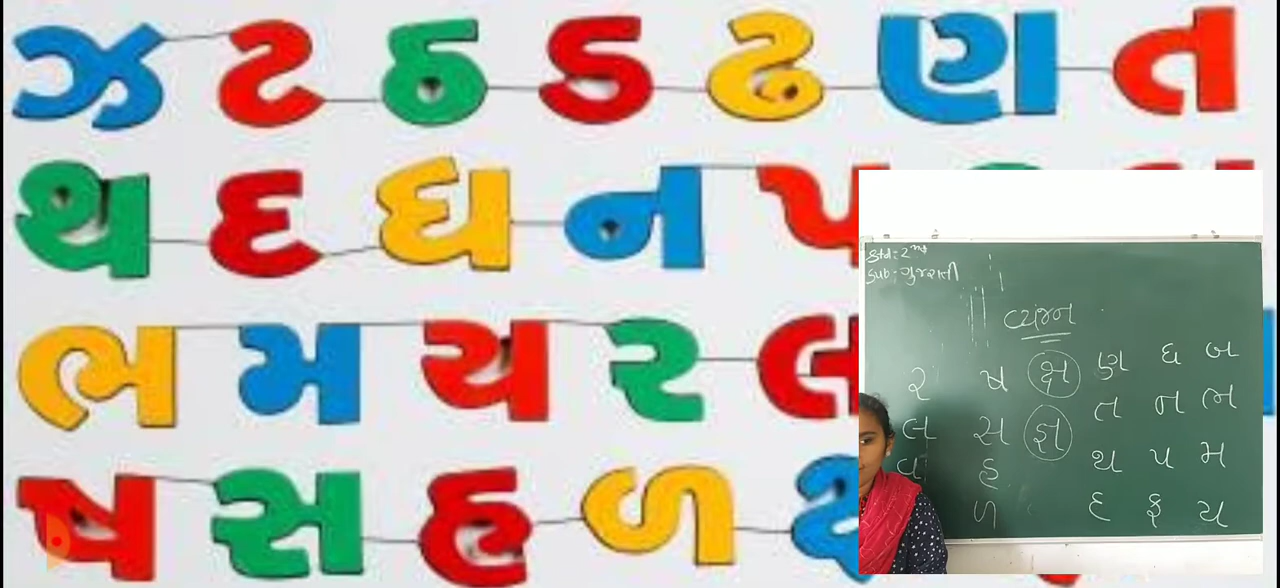 ઝ ટ ઠ ડ ઢ ણ ત
થ દ ઘ ન પ
ભ મ ય ર લ
ષ સ હ ળ
Std:- 2nd
Sub:- ગુજરાતી
વ્યંજન
ર ષ ક્ષ ણ ધ બ
લ સ જ્ઞ ત ન ભ
વ હ થ પ મ
ળ દ ફ ય